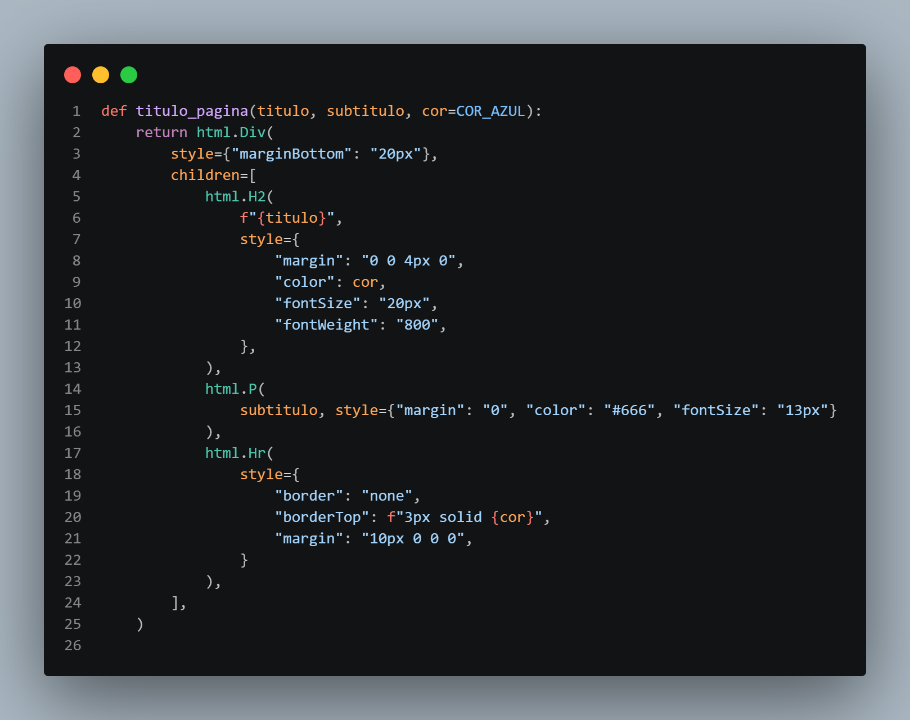 1 def titulo_pagina(titulo, subtitulo, cor=COR_AZUL):
2     return html.Div(
3         style={"marginBottom": "20px"},
4         children=[
5             html.H2(
6                 f"{titulo}",
7                 style={
8                     "margin": "0 0 4px 0",
9                     "color": cor,
10                     "fontSize": "20px",
11                     "fontWeight": "800",
12                 },
13             ),
14             html.P(
15                 subtitulo, style={"margin": "0", "color": "#666", "fontSize": "13px"}
16             ),
17             html.Hr(
18                 style={
19                     "border": "none",
20                     "borderTop": f"3px solid {cor}",
21                     "margin": "10px 0 0 0",
22                 }
23             ),
24         ],
25     )
26